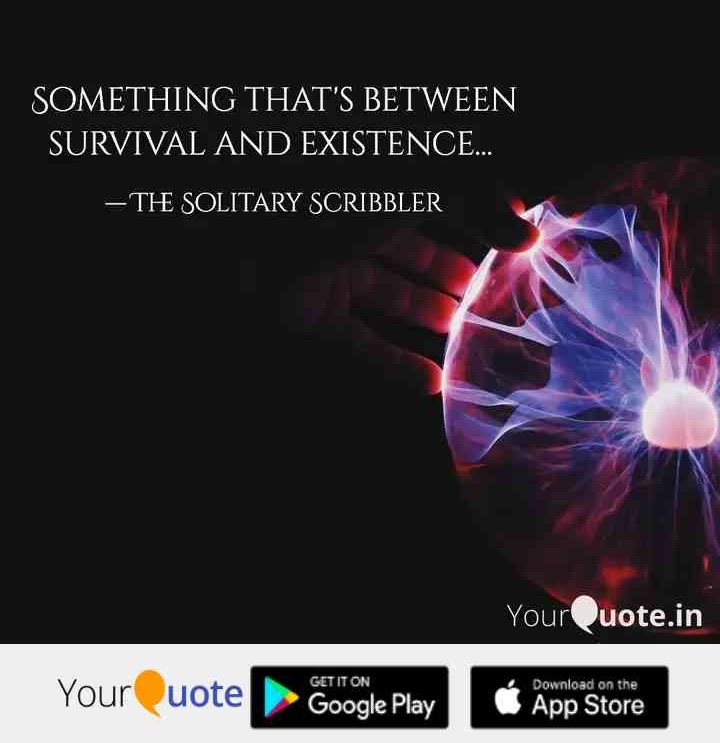 SOMETHING THAT'S BETWEEN
SURVIVAL AND EXISTENCE...
— THE SOLITARY SCRIBBLER
YourQuote.in
YourQuote
GET IT ON
Google Play
Download on the
App Store